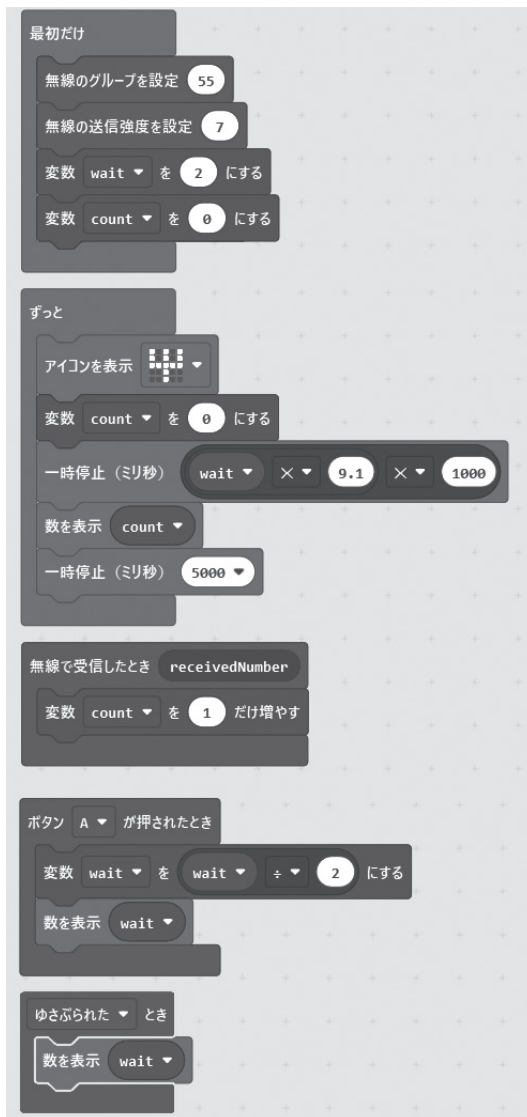 最初だけ
無線のグループを設定 55
無線の送信強度を設定 7
変数 wait を 2 にする
変数 count を 0 にする
ずっと
アイコンを表示
変数 count を 0 にする
一時停止（ミリ秒） wait × 9.1 × 1000
数を表示 count
一時停止（ミリ秒） 5000
無線で受信したとき receivedNumber
変数 count を 1 だけ増やす
ボタン A が押されたとき
変数 wait を wait ÷ 2 にする
数を表示 wait
ゆさぶられた とき
数を表示 wait